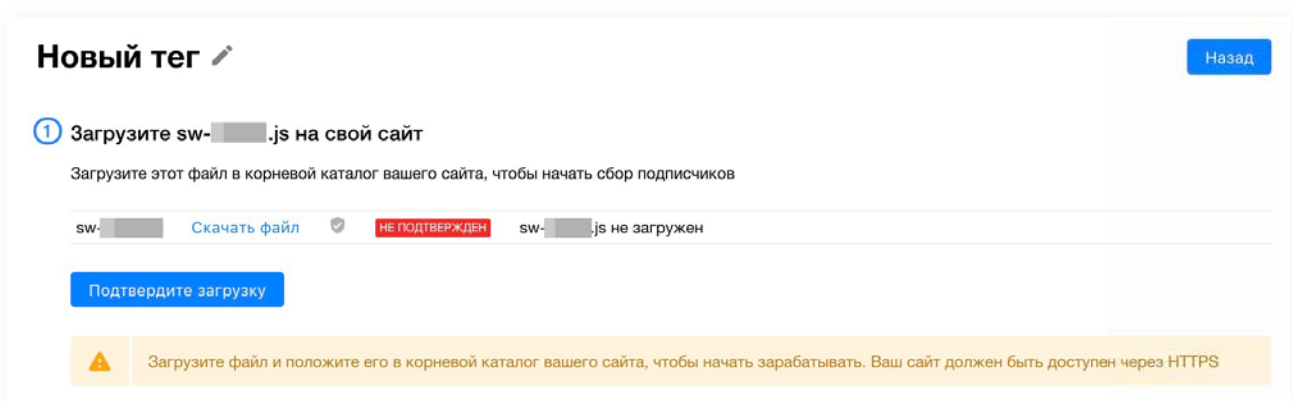 Новый тег
Назад
1 Загрузите sw- .js на свой сайт
Загрузите этот файл в корневой каталог вашего сайта, чтобы начать сбор подписчиков
sw- Скачать файл НЕ ПОДТВЕРЖДЕН sw- .js не загружен
Подтвердите загрузку
Загрузите файл и положите его в корневой каталог вашего сайта, чтобы начать зарабатывать. Ваш сайт должен быть доступен через HTTPS